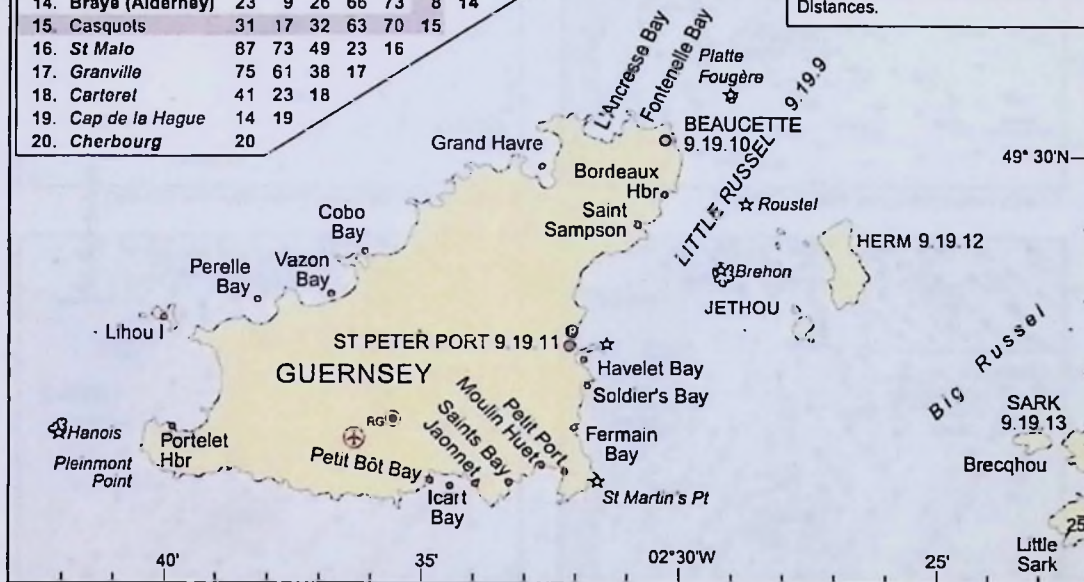 14. Braye (Alderney) 23 9 26 66 73 8 14
15. Casquots 31 17 32 63 70 15
16. St Malo 87 73 49 23 16
17. Granville 75 61 38 17
18. Carteret 41 23 18
19. Cap de la Hague 14 19
20. Cherbourg 20
Distances.
L'Ancresse Bay
Fontenelle Bay
Platte
Fougère
LITTLE RUSSEL 9.19.9
BEAUCETTE
9.19.10
49° 30'N
Grand Havre
Bordeaux
Hbr
Roustel
Saint
Sampson
HERM 9.19.12
Cobo
Bay
Vazon
Bay
Perelle
Bay
Brehon
JETHOU
Lihou I
ST PETER PORT 9.19.11
P
Havelet Bay
GUERNSEY
Soldier's Bay
Big Russel
SARK
9.19.13
Brecqhou
RG
Petit Port
Moulin Huet
Saints Bay
Jaonnet
Fermain
Bay
Hanois
Portelet
Hbr
Pleinmont
Point
Petit Bôt Bay
Icart
Bay
St Martin's Pt
25
Little
Sark
40' 35' 02° 30'W 25'